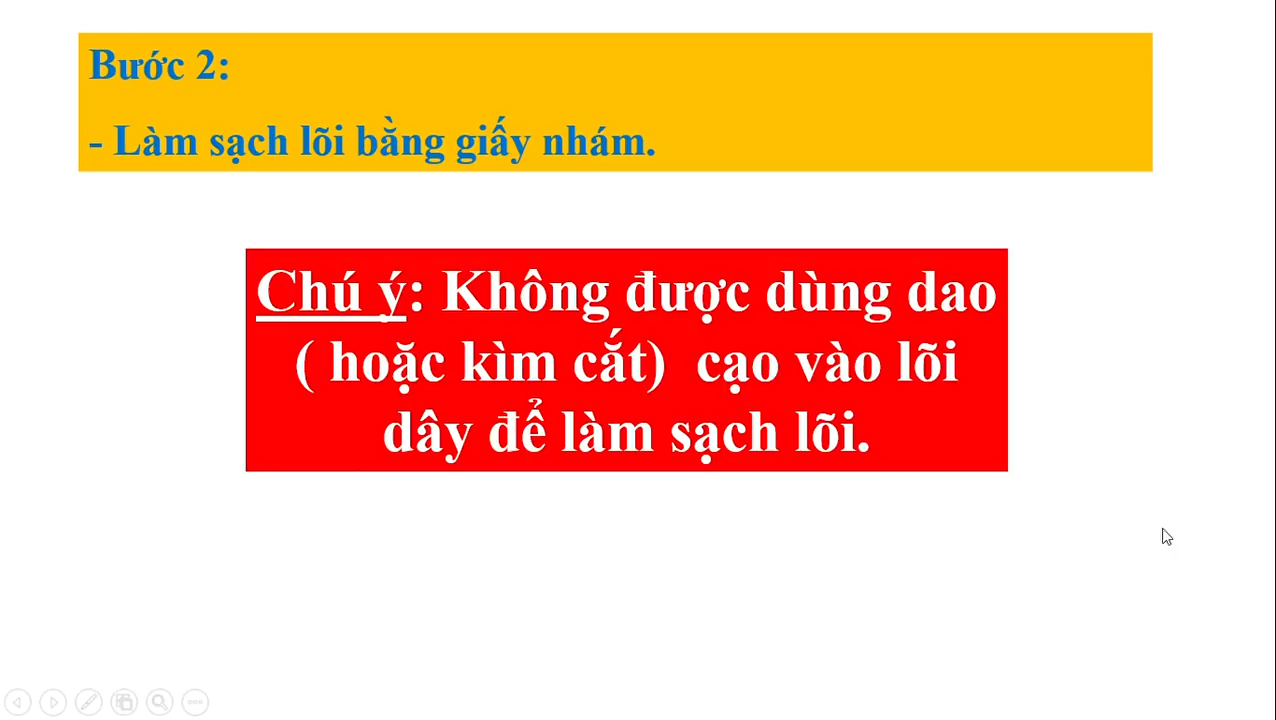 Bước 2:
- Làm sạch lõi bằng giấy nhám.
Chú ý: Không được dùng dao
( hoặc kìm cắt)  cạo vào lõi
dây để làm sạch lõi.